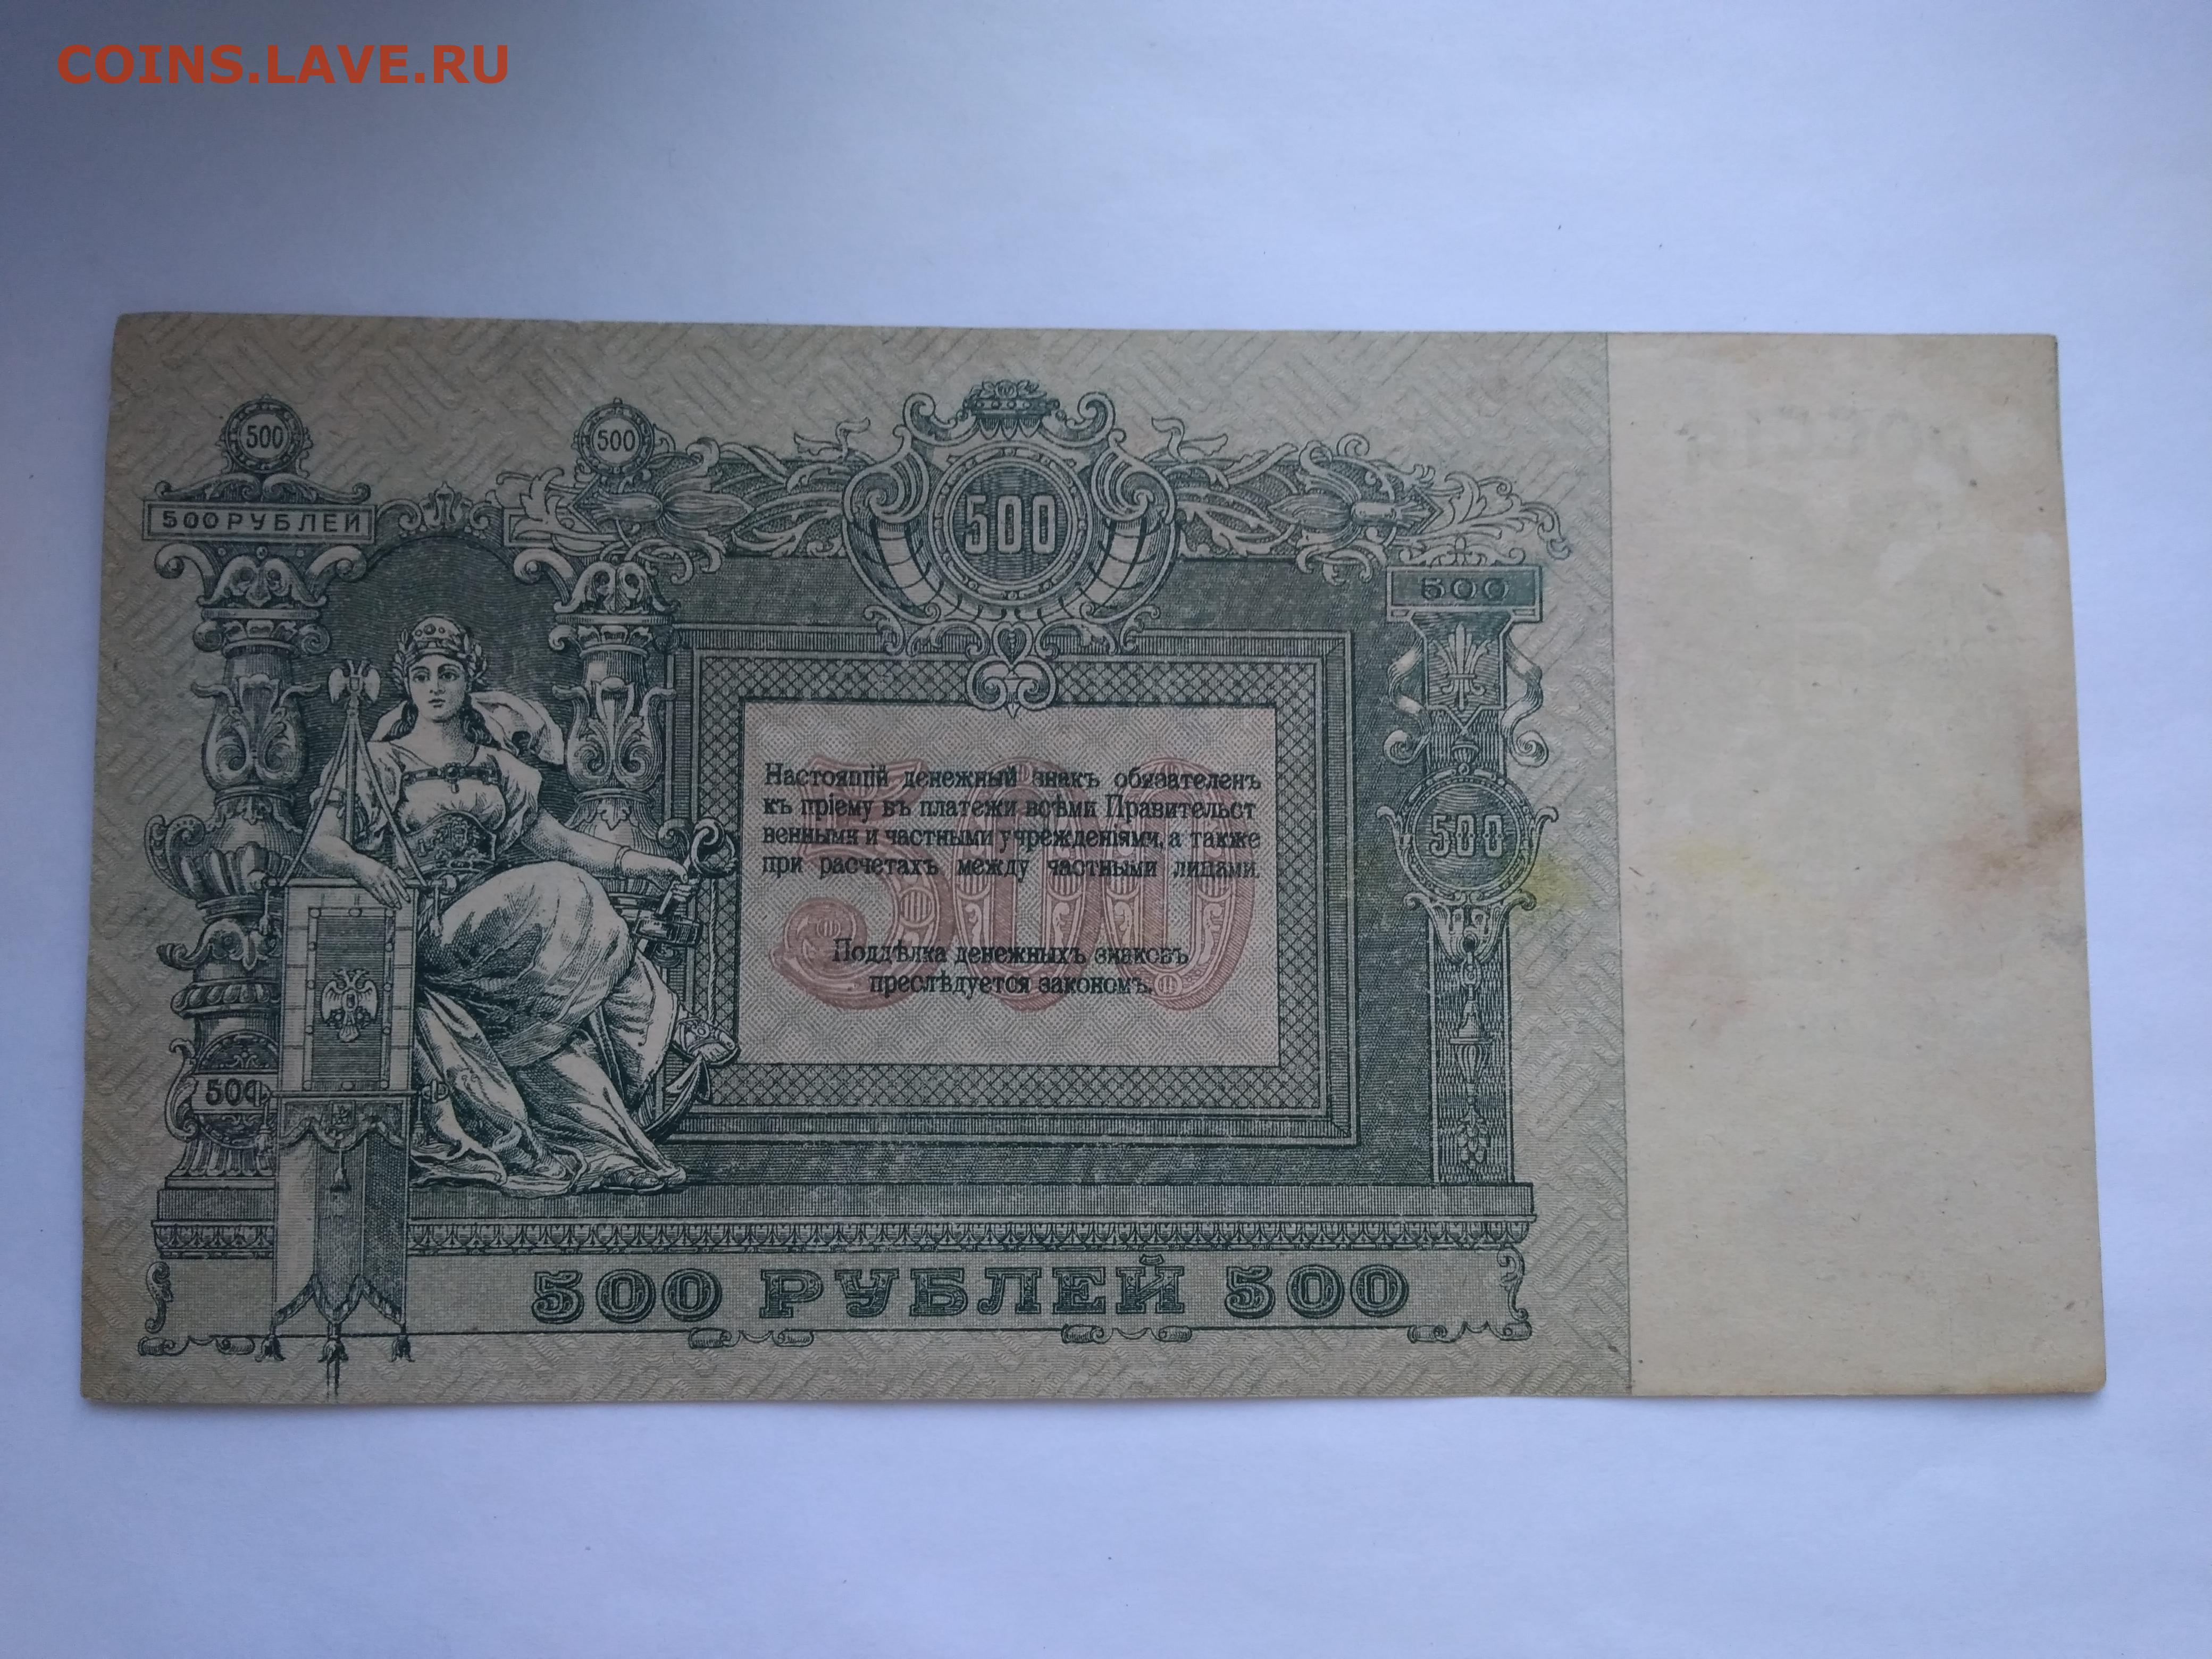 COINS.LAVE.RU
500
500
500 РУБЛЕЙ
500
500
Настоящій денежный знакъ обязателенъ
къ пріему въ платежи всѣми Правительст
венными и частными учрежденіями, а также
при расчетахъ между частными лицами.
500
500
Поддѣлка денежныхъ знаковъ
преслѣдуется закономъ.
500
500 РУБЛЕЙ 500